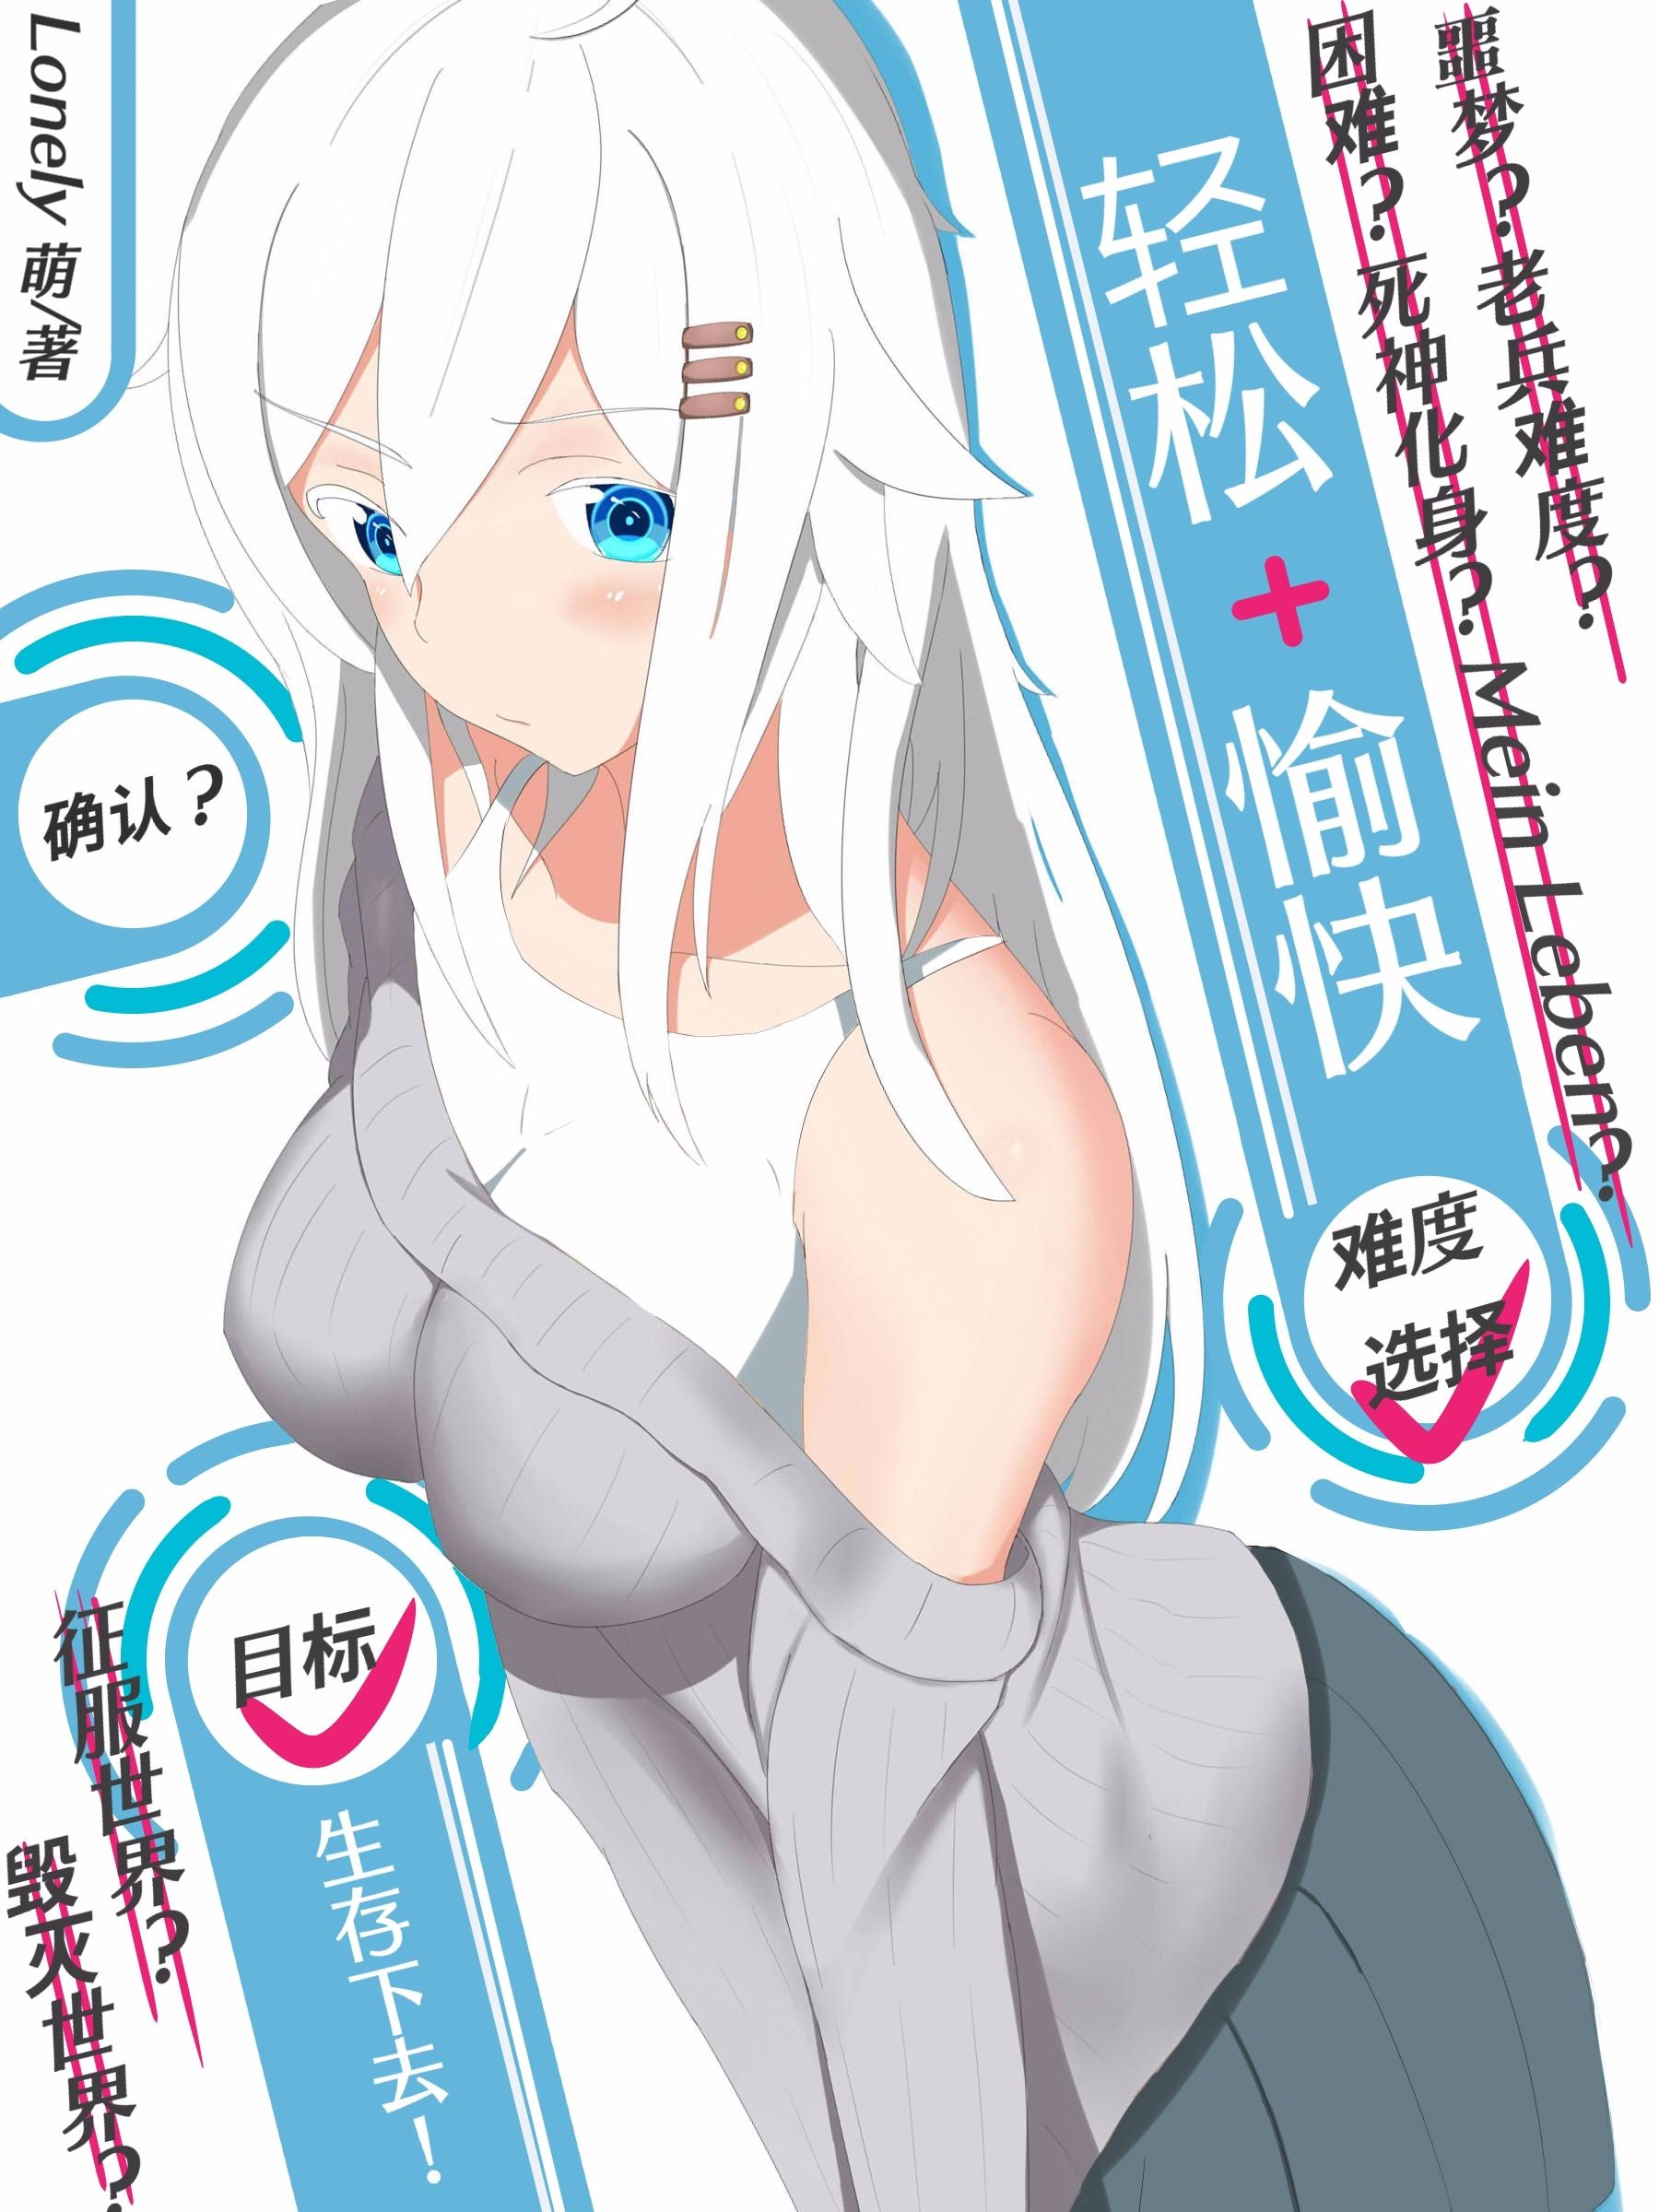 Lonely 萌/著
噩梦？老兵难度？
困难？死神化身？Mein Leben？
轻松
+
愉快
难度
选择
确认？
目标
生存下去！
征服世界？
毁灭世界？